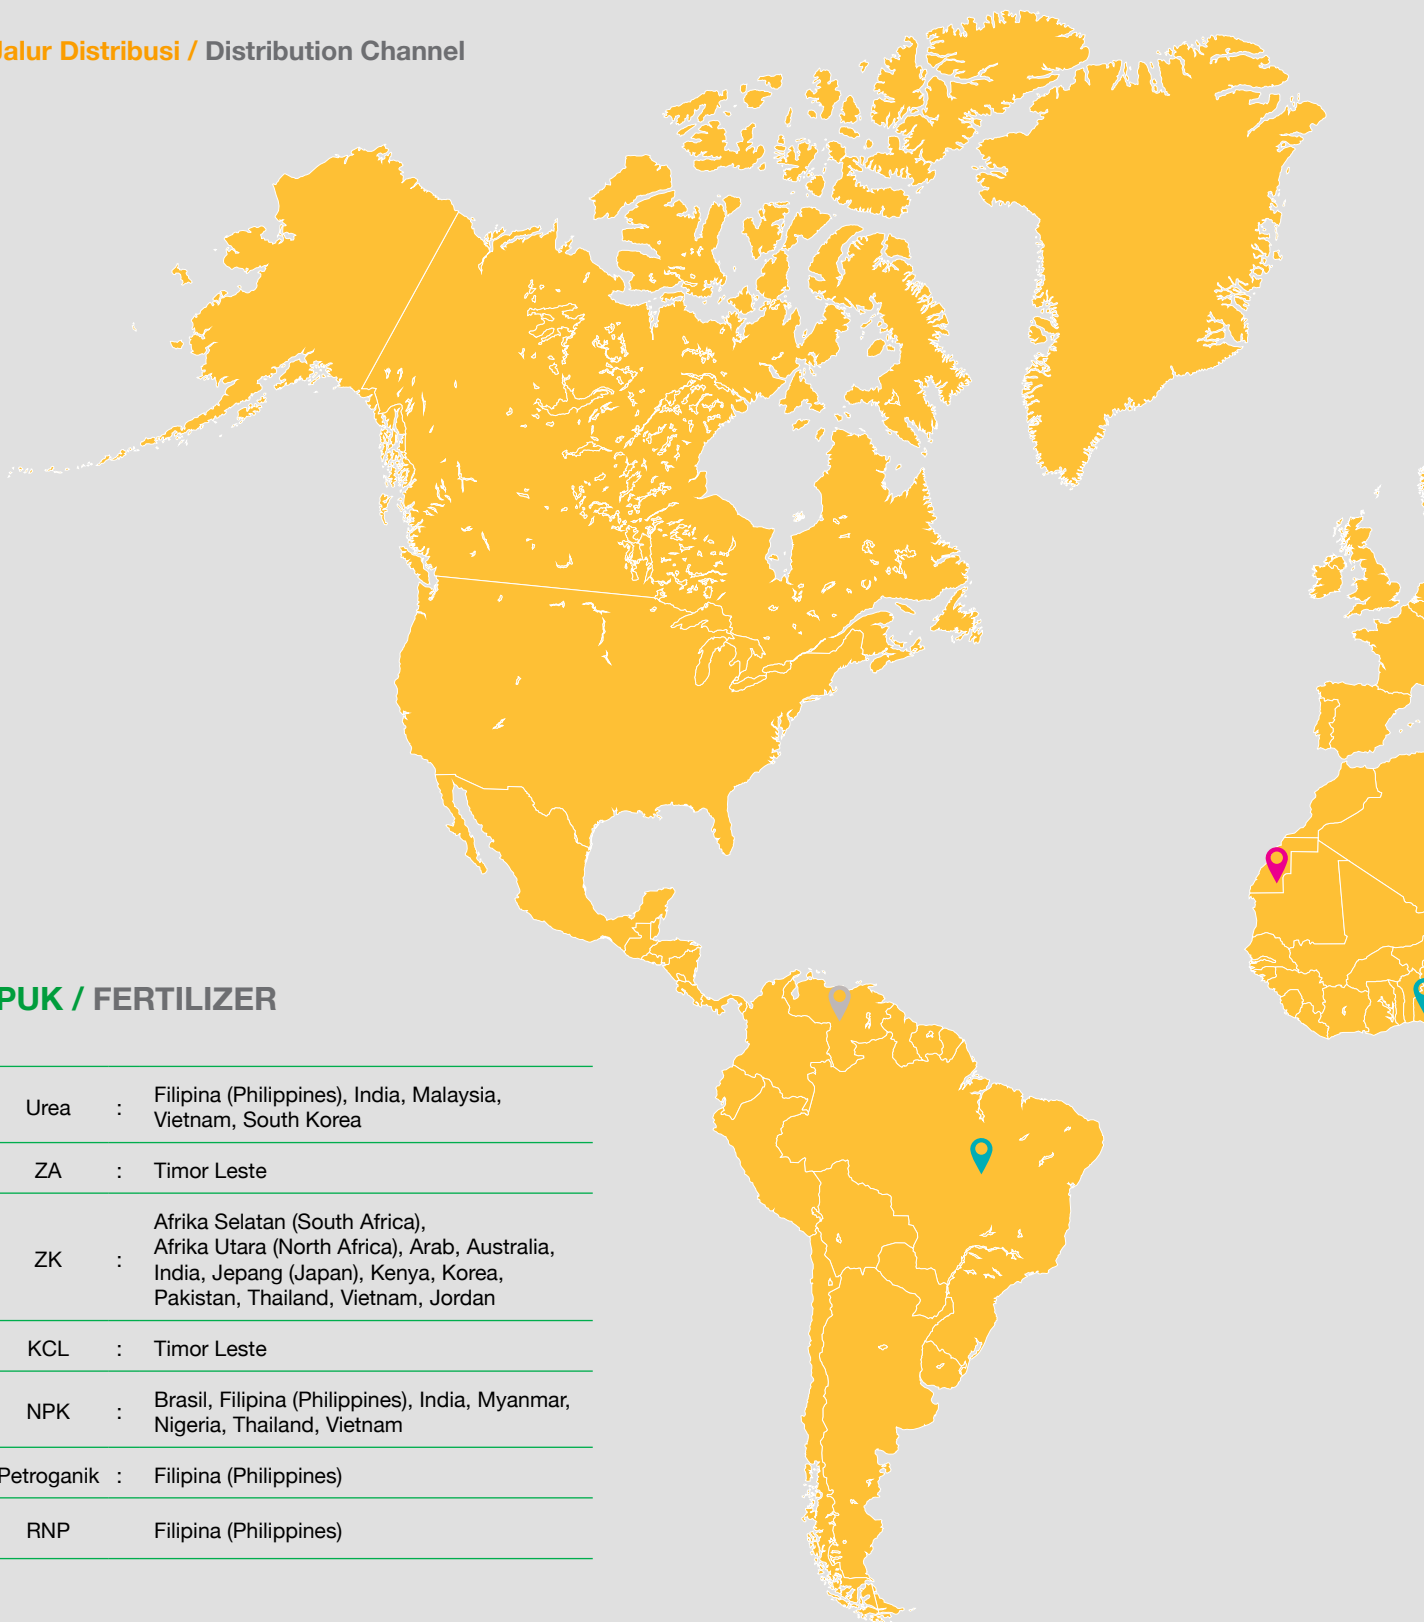 Jalur Distribusi / Distribution Channel
PUK / FERTILIZER
Urea : Filipina (Philippines), India, Malaysia,
Vietnam, South Korea
ZA : Timor Leste
ZK : Afrika Selatan (South Africa),
Afrika Utara (North Africa), Arab, Australia,
India, Jepang (Japan), Kenya, Korea,
Pakistan, Thailand, Vietnam, Jordan
KCL : Timor Leste
NPK : Brasil, Filipina (Philippines), India, Myanmar,
Nigeria, Thailand, Vietnam
Petroganik : Filipina (Philippines)
RNP Filipina (Philippines)